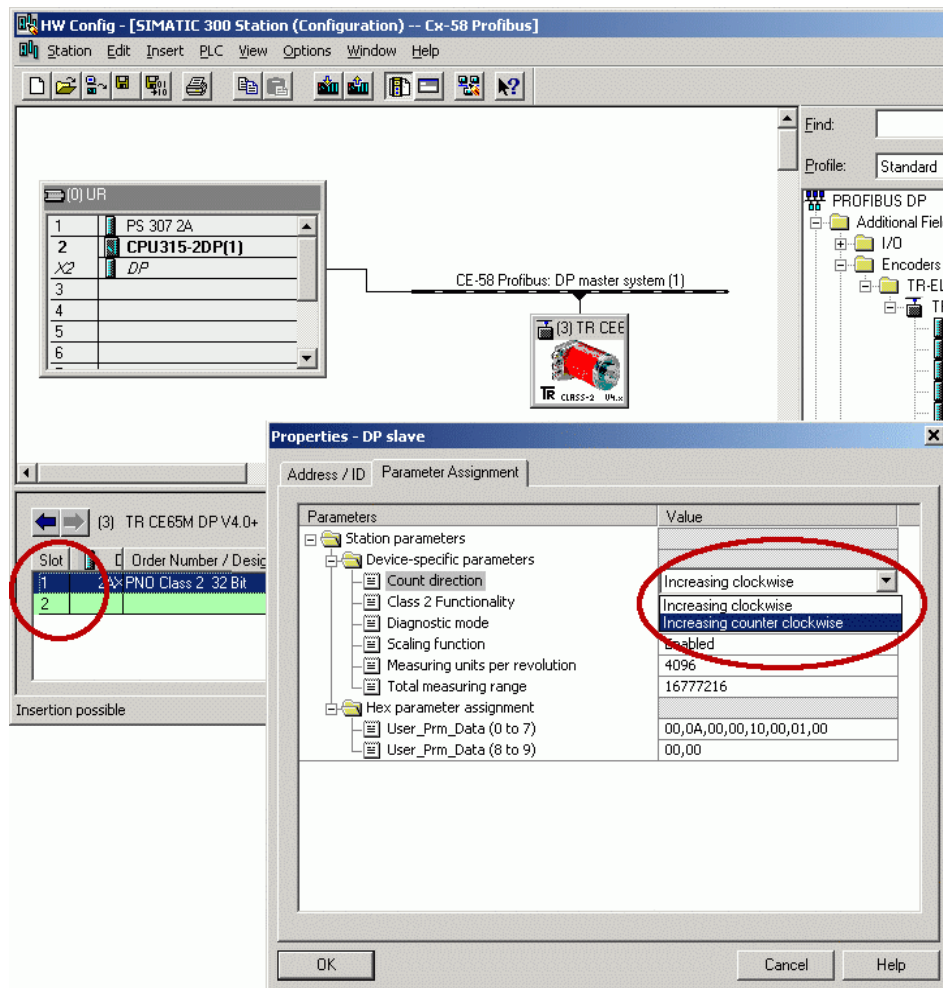 HW Config - [SIMATIC 300 Station (Configuration) -- Cx-58 Profibus]
Station Edit Insert PLC View Options Window Help
Find:
Profile: Standard
(0) UR
1 PS 307 2A
2 CPU315-2DP(1)
X2 DP
3
4
5
6
CE-58 Profibus: DP master system (1)
(3) TR CE6
TR CLASS-2 V4.x
PROFIBUS DP
Additional Fiel
I/O
Encoders
TR-EL
Properties - DP slave
Address / ID Parameter Assignment
Parameters Value
Station parameters
Device-specific parameters
Count direction Increasing clockwise
Increasing clockwise
Class 2 Functionality
Increasing counter clockwise
Diagnostic mode
Scaling function Enabled
Measuring units per revolution 4096
Total measuring range 16777216
Hex parameter assignment
User_Prm_Data (0 to 7) 00,0A,00,00,10,00,01,00
User_Prm_Data (8 to 9) 00,00
OK Cancel Help
(3) TR CE65M DP V4.0+
Slot D Order Number / Desig
1 2AX PNO Class 2 32 Bit
2
Insertion possible